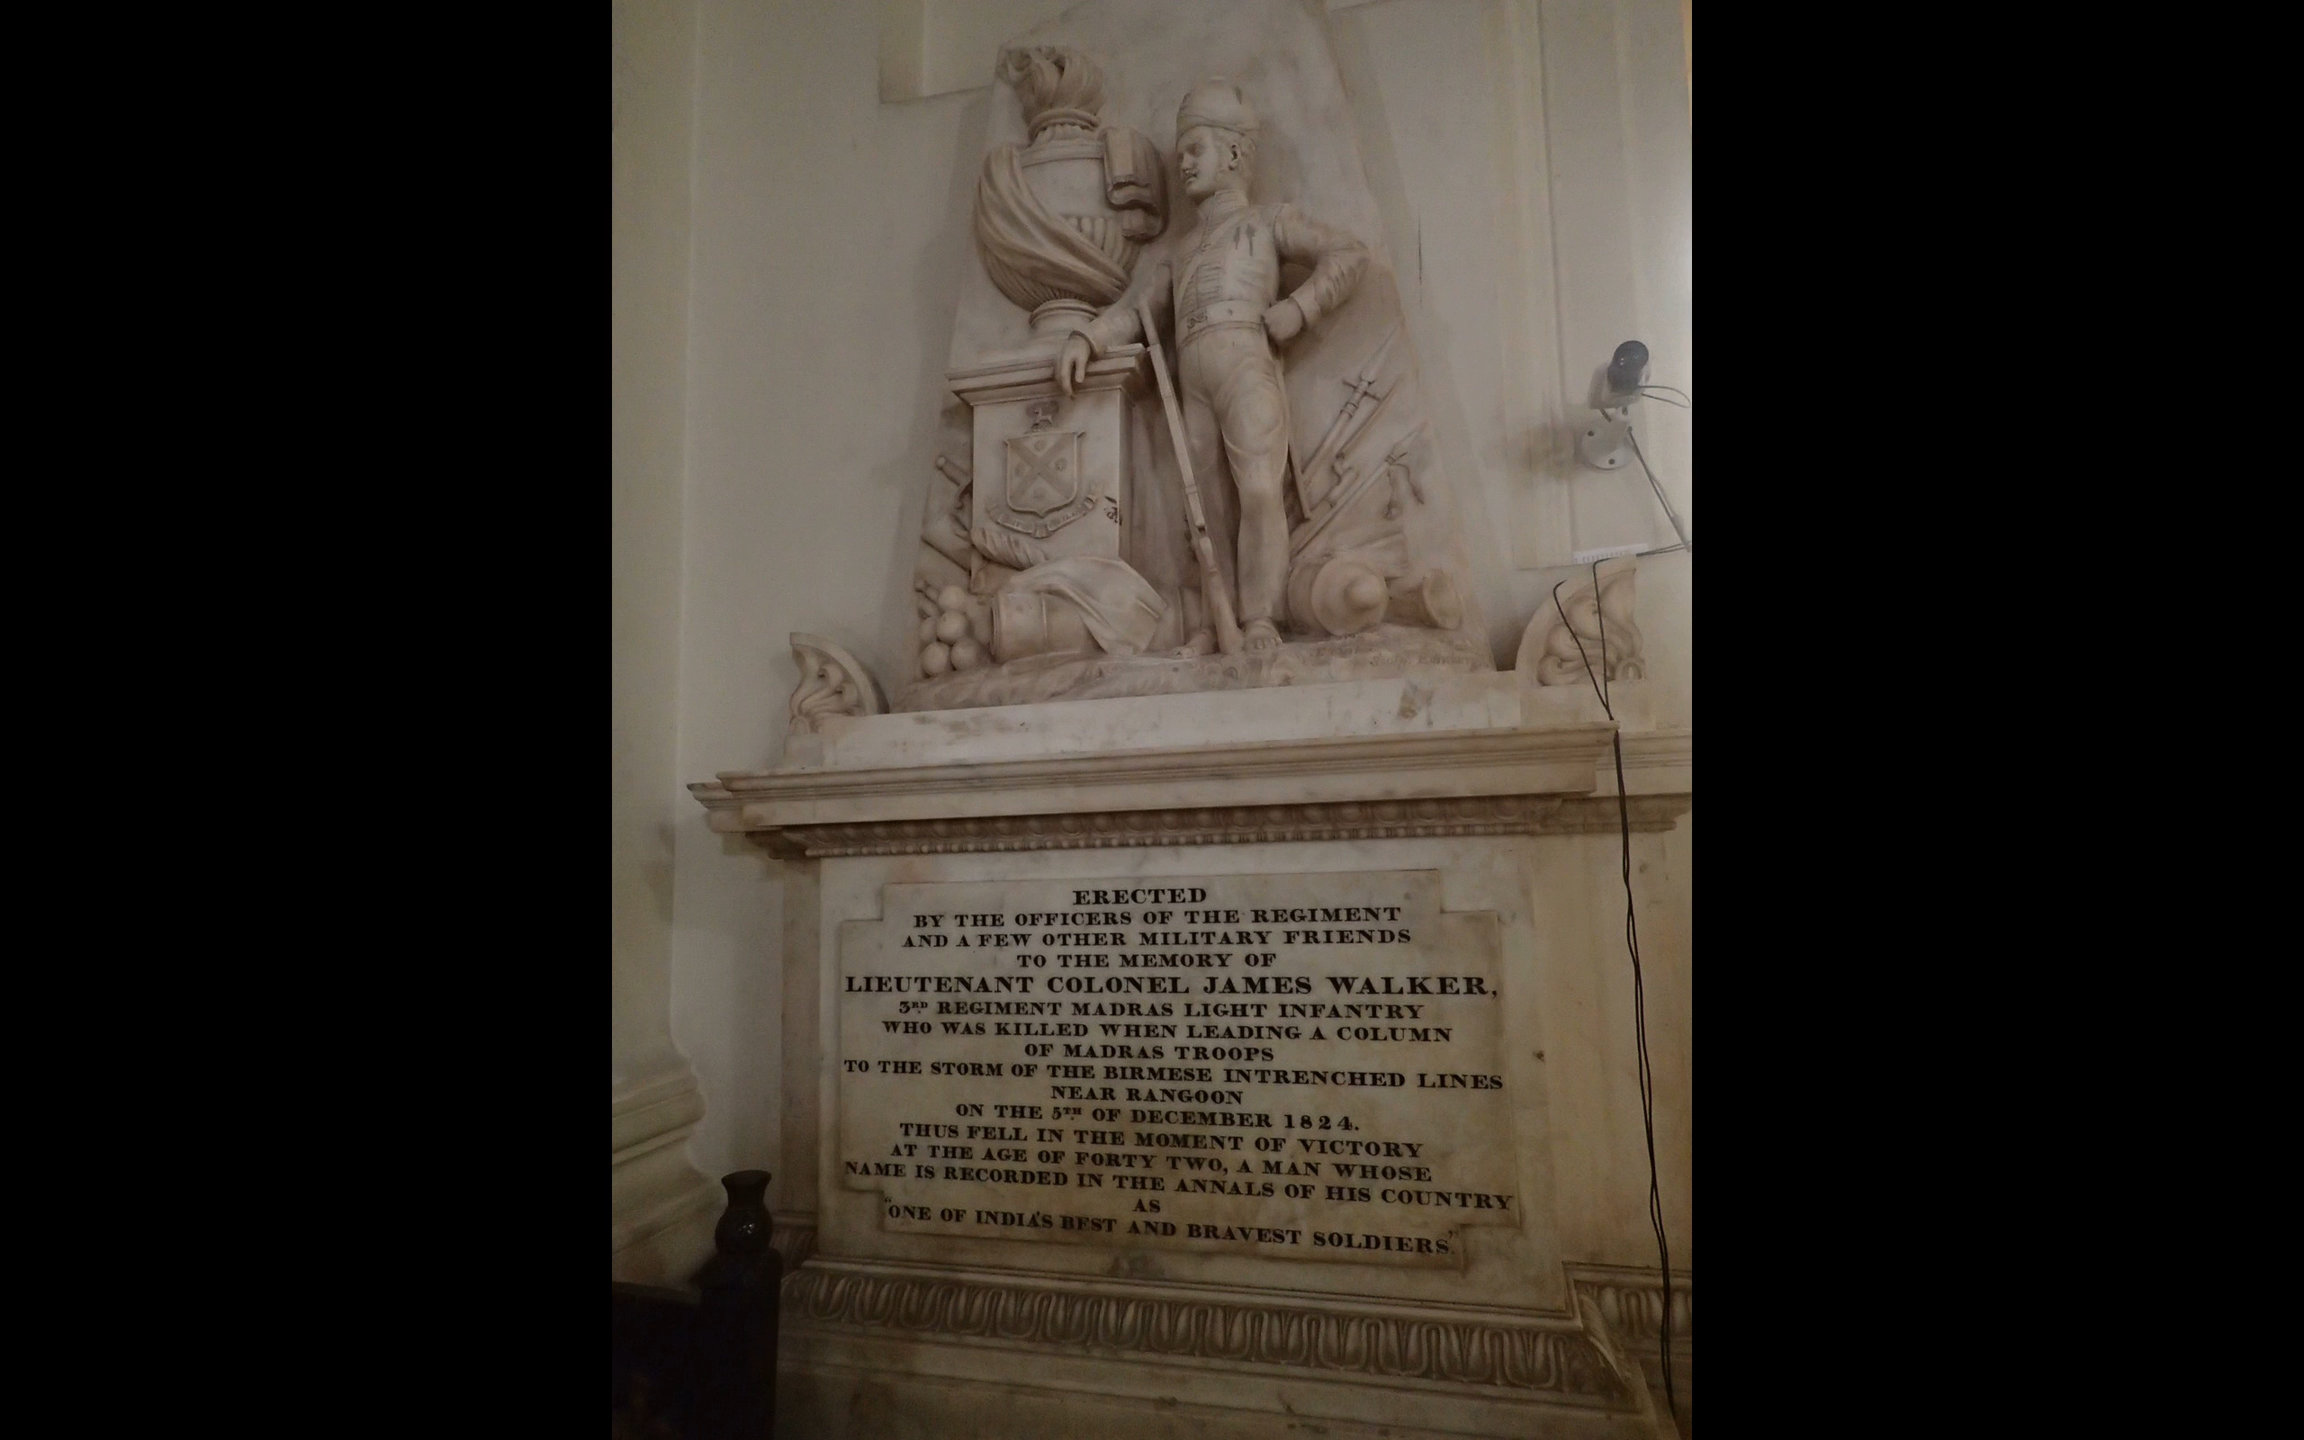 ERECTED
BY THE OFFICERS OF THE REGIMENT
AND A FEW OTHER MILITARY FRIENDS
TO THE MEMORY OF
LIEUTENANT COLONEL JAMES WALKER,
3RD REGIMENT MADRAS LIGHT INFANTRY
WHO WAS KILLED WHEN LEADING A COLUMN
OF MADRAS TROOPS
TO THE STORM OF THE BIRMESE INTRENCHED LINES
NEAR RANGOON
ON THE 5TH OF DECEMBER 1824.
THUS FELL IN THE MOMENT OF VICTORY
AT THE AGE OF FORTY TWO, A MAN WHOSE
NAME IS RECORDED IN THE ANNALS OF HIS COUNTRY
AS
"ONE OF INDIA'S BEST AND BRAVEST SOLDIERS."